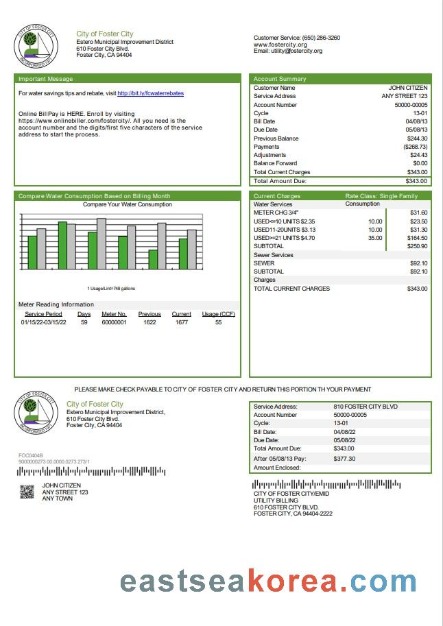 City of Foster City
Estero Municipal Improvement District
610 Foster City Blvd.
Foster City, CA 94404
Customer Service: (650) 286-3260
www.fostercity.org
Email: utility@fostercity.org
Important Message
For water savings tips and rebate, visit http://bit.ly/fcwaterrebates
Online Bill Pay is HERE. Enroll by visiting
https://www.onlinebiller.com/fostercity/. All you need is the
account number and the digits/first five characters of the service
address to start the process.
Account Summary
Customer Name JOHN CITIZEN
Service Address ANY STREET 123
Account Number 50000-00005
Cycle 13-01
Bill Date 04/08/13
Due Date 05/08/13
Previous Balance $244.30
Payments ($268.73)
Adjustments $24.43
Balance Forward $0.00
Total Current Charges $343.00
Total Amount Due: $343.00
Compare Water Consumption Based on Billing Month
Compare Your Water Consumption
Meter Reading Information
Service Period Days Meter No. Previous Current Usage (CCF)
01/15/22-03/15/22 59 60000001 1622 1677 55
Current Charges Rate Class: Single Family
Water Services Consumption
METER CHG 3/4" $31.60
USED<=10 UNITS $2.35 10.00 $23.50
USED11-20UNITS $3.13 10.00 $31.30
USED>=21 UNITS $4.70 35.00 $164.50
SUBTOTAL $250.90
Sewer Services
SEWER $92.10
SUBTOTAL $92.10
Charges
TOTAL CURRENT CHARGES $343.00
PLEASE MAKE CHECK PAYABLE TO CITY OF FOSTER CITY AND RETURN THIS PORTION TH YOUR PAYMENT
City of Foster City
Estero Municipal Improvement District,
610 Foster City Blvd.
Foster City, CA 94404
Service Address: 810 FOSTER CITY BLVD
Account Number 50000-00005
Cycle: 13-01
Bill Date: 04/08/22
Due Date: 05/08/22
Total Amount Due: $343.00
After 05/08/13 Pay: $377.30
Amount Enclosed:
JOHN CITIZEN
ANY STREET 123
ANY TOWN
CITY OF FOSTER CITY/EMID
UTILITY BILLING
610 FOSTER CITY BLVD.
FOSTER CITY, CA 94404-2222
eastseakorea.com